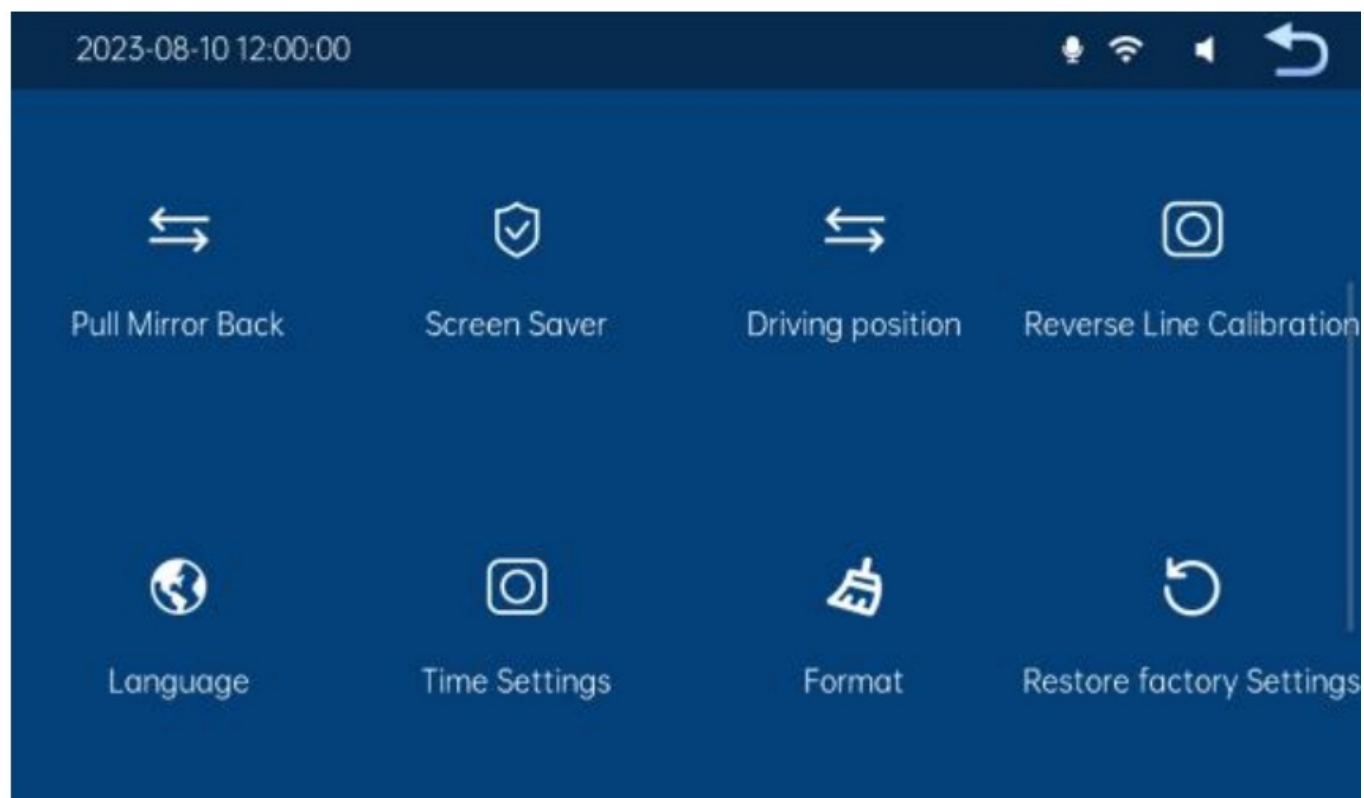 2023-08-10 12:00:00
Pull Mirror Back
Screen Saver
Driving position
Reverse Line Calibration
Language
Time Settings
Format
Restore factory Settings